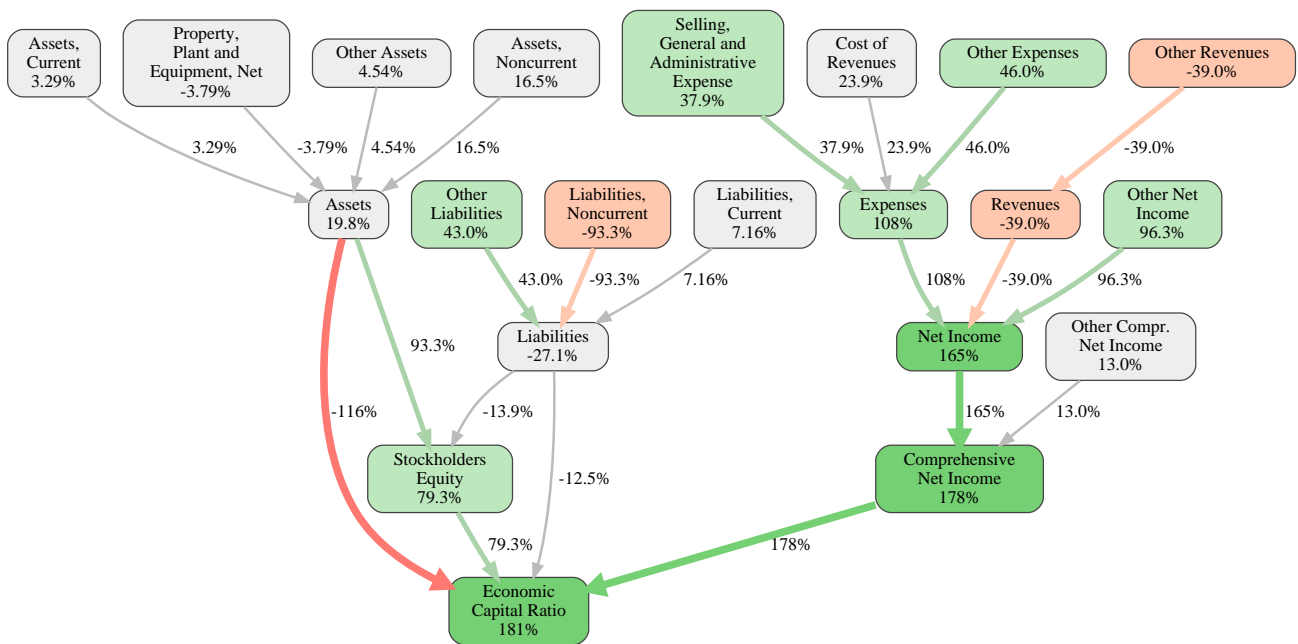 Assets,
Current
3.29%
Property,
Plant and
Equipment, Net
-3.79%
Other Assets
4.54%
Assets,
Noncurrent
16.5%
Selling,
General and
Administrative
Expense
37.9%
Cost of
Revenues
23.9%
Other Expenses
46.0%
Other Revenues
-39.0%
3.29%
-3.79%
4.54%
16.5%
37.9%
23.9%
46.0%
-39.0%
Assets
19.8%
Other
Liabilities
43.0%
Liabilities,
Noncurrent
-93.3%
Liabilities,
Current
7.16%
Expenses
108%
Revenues
-39.0%
Other Net
Income
96.3%
43.0%
-93.3%
7.16%
108%
-39.0%
96.3%
93.3%
Liabilities
-27.1%
Net Income
165%
Other Compr.
Net Income
13.0%
-116%
-13.9%
165%
13.0%
Stockholders
Equity
79.3%
-12.5%
Comprehensive
Net Income
178%
79.3%
178%
Economic
Capital Ratio
181%